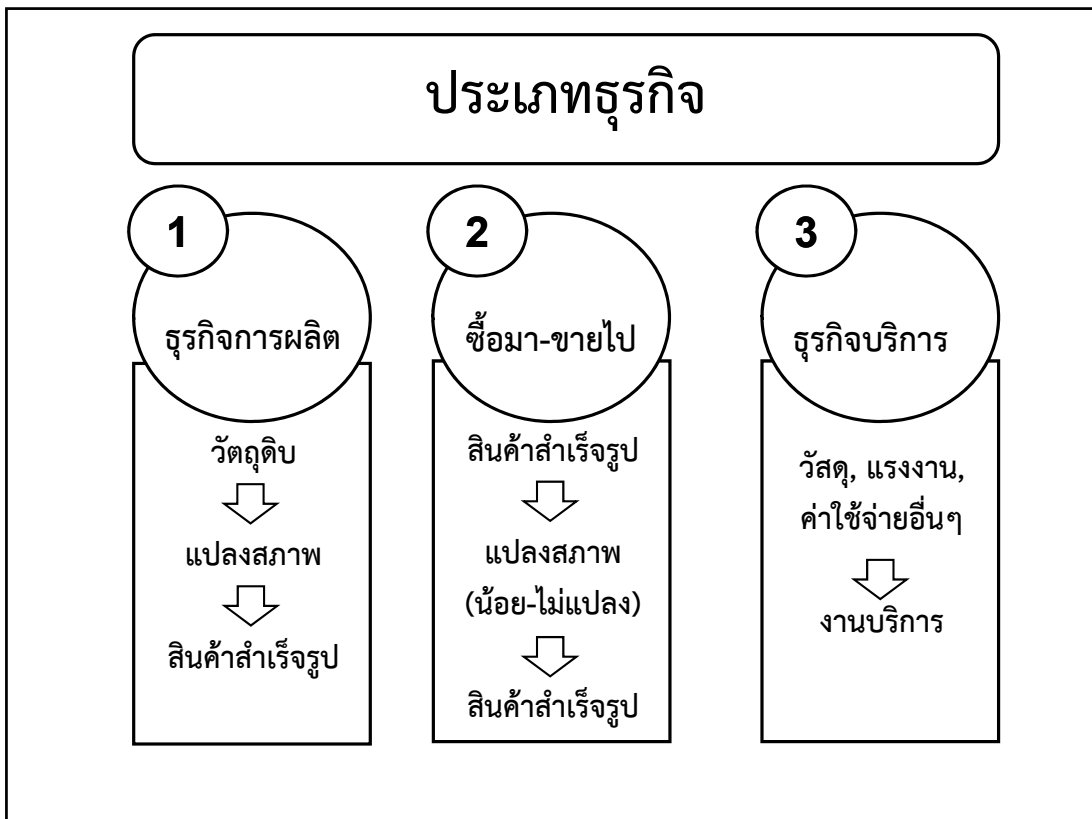 ประเภทธุรกิจ
1
ธุรกิจการผลิต
วัตถุดิบ
แปลงสภาพ
สินค้าสำเร็จรูป
2
ซื้อมา-ขายไป
สินค้าสำเร็จรูป
แปลงสภาพ
(น้อย-ไม่แปลง)
สินค้าสำเร็จรูป
3
ธุรกิจบริการ
วัสดุ, แรงงาน,
ค่าใช้จ่ายอื่นๆ
งานบริการ